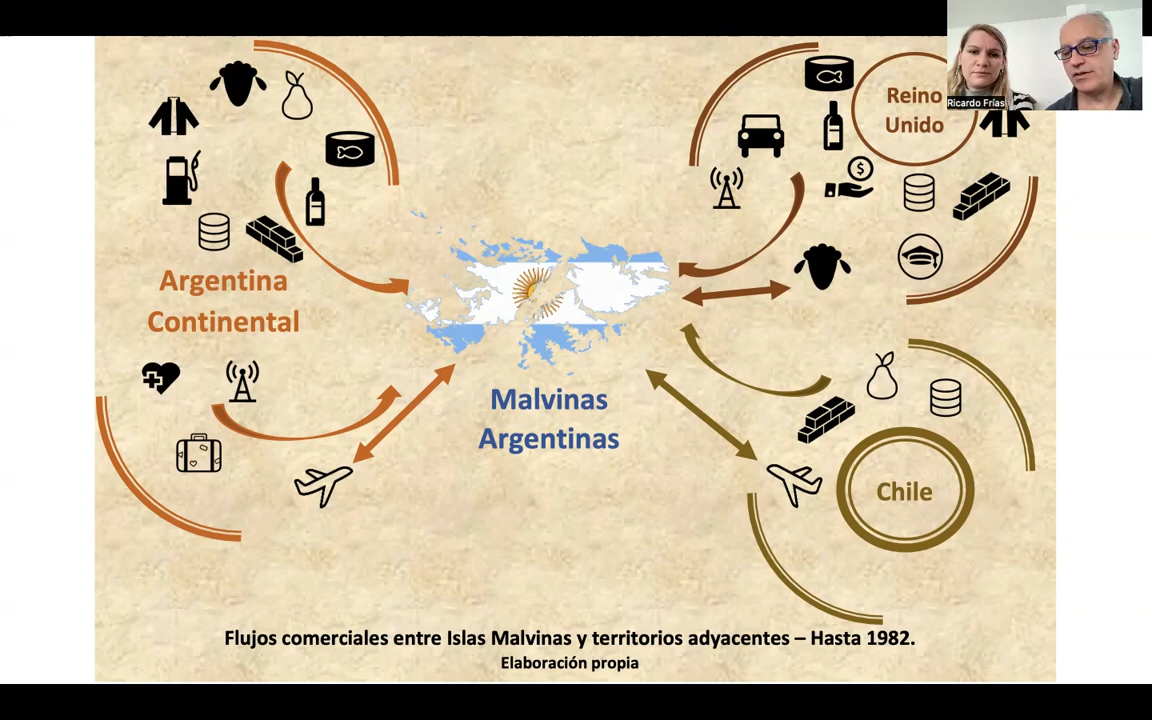 Reino
Unido
Ricardo Frías
$
Argentina
Continental
Malvinas
Argentinas
Chile
Flujos comerciales entre Islas Malvinas y territorios adyacentes – Hasta 1982.
Elaboración propia